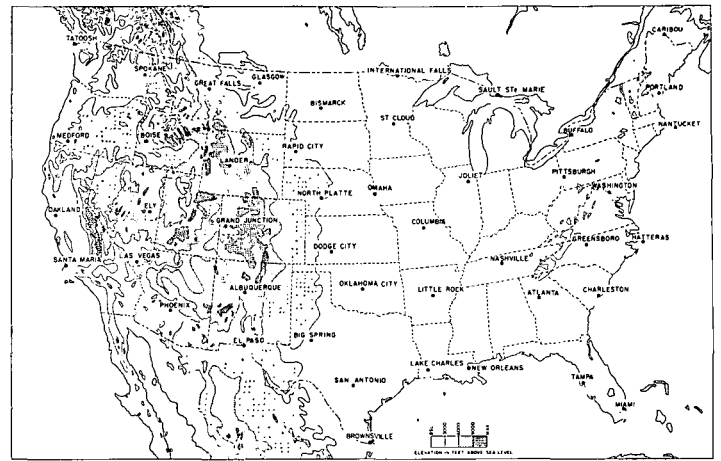 CARIBOU
TATOOSH
SPOKANE
GREAT FALLS
GLASGOW
INTERNATIONAL FALLS
SAULT STE MARIE
PORTLAND
BISMARCK
ST CLOUD
NANTUCKET
MEDFORD
BOISE
BUFFALO
RAPID CITY
LANDER
JOLIET
PITTSBURGH
NORTH PLATTE
OMAHA
WASHINGTON
OAKLAND
ELY
GRAND JUNCTION
COLUMBIA
DODGE CITY
GREENSBORO
HATTERAS
SANTA MARIA
LAS VEGAS
NASHVILLE
ALBUQUERQUE
OKLAHOMA CITY
LITTLE ROCK
ATLANTA
CHARLESTON
PHOENIX
EL PASO
BIG SPRING
LAKE CHARLES
NEW ORLEANS
SAN ANTONIO
TAMPA
MIAMI
BROWNSVILLE
ELEVATION IN FEET ABOVE SEA LEVEL